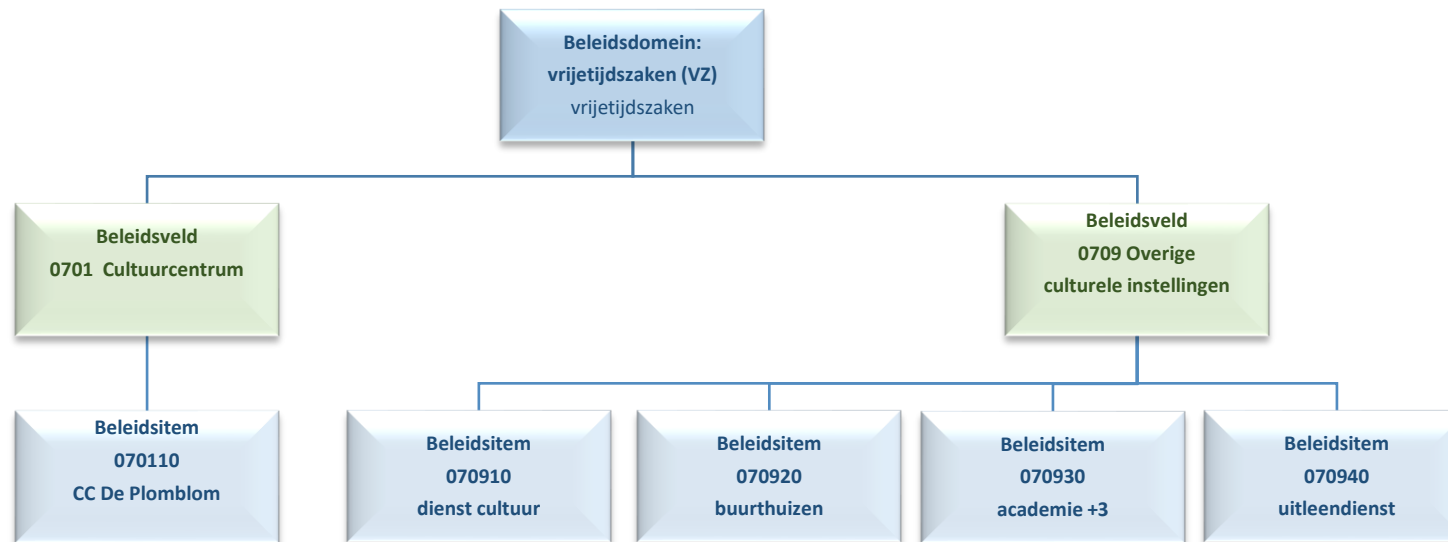 Beleidsdomein:
vrijetijdszaken (VZ)
vrijetijdszaken
Beleidsveld
0701 Cultuurcentrum
Beleidsveld
0709 Overige
culturele instellingen
Beleidsitem
070110
CC De Plomblom
Beleidsitem
070910
dienst cultuur
Beleidsitem
070920
buurthuizen
Beleidsitem
070930
academie +3
Beleidsitem
070940
uitleendienst